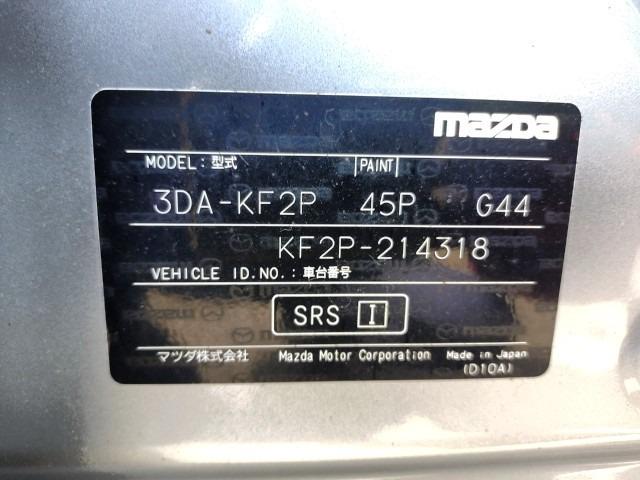 mazda
MODEL: 型式 PAINT
3DA-KF2P 45P G44
KF2P-214318
VEHICLE ID.NO.: 車台番号
SRS I
マツダ株式会社 Mazda Motor Corporation Made in Japan
(D10A)